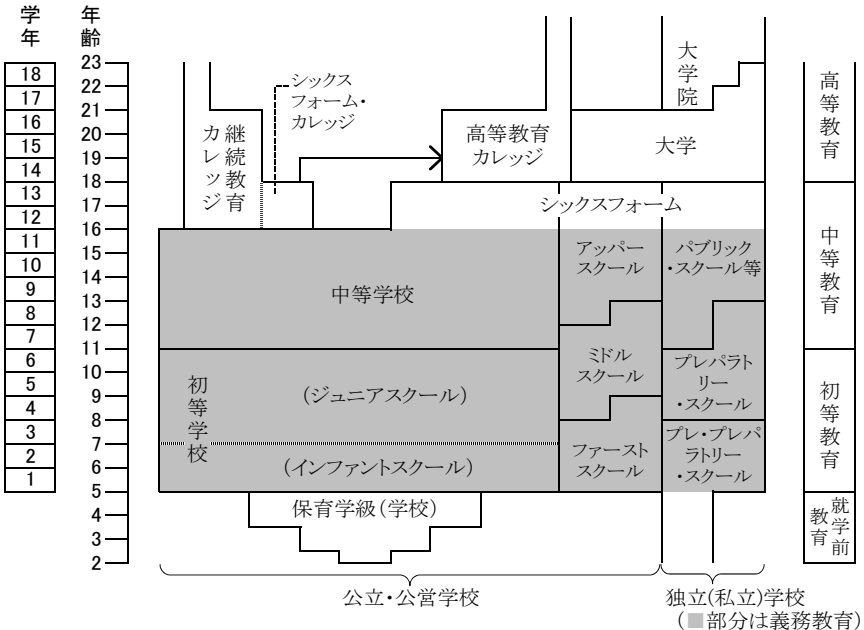 学年
年齢
18
17
16
15
14
13
12
11
10
9
8
7
6
5
4
3
2
1
23
22
21
20
19
18
17
16
15
14
13
12
11
10
9
8
7
6
5
4
3
2
継続教育
カレッジ
シックス
フォーム・
カレッジ
高等教育
カレッジ
大学院
大学
シックスフォーム
中等学校
アッパー
スクール
パブリック
・スクール等
初等学校
(ジュニアスクール)
(インファントスクール)
ミドル
スクール
プレパラト
リー
・スクール
ファースト
スクール
プレ・プレパ
ラトリー
・スクール
保育学級(学校)
高等教育
中等教育
初等教育
就学前
教育
公立・公営学校
独立(私立)学校
(■部分は義務教育)